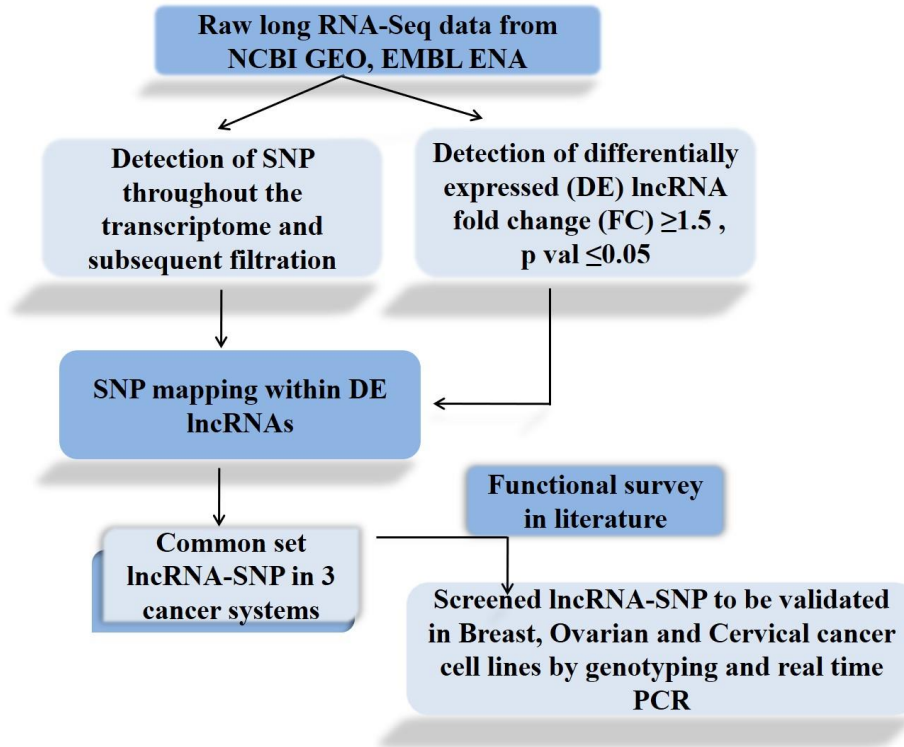 Raw long RNA-Seq data from
NCBI GEO, EMBL ENA
Detection of SNP
throughout the
transcriptome and
subsequent filtration
Detection of differentially
expressed (DE) lncRNA
fold change (FC) ≥1.5 ,
p val ≤0.05
SNP mapping within DE
lncRNAs
Functional survey
in literature
Common set
lncRNA-SNP in 3
cancer systems
Screened lncRNA-SNP to be validated
in Breast, Ovarian and Cervical cancer
cell lines by genotyping and real time
PCR